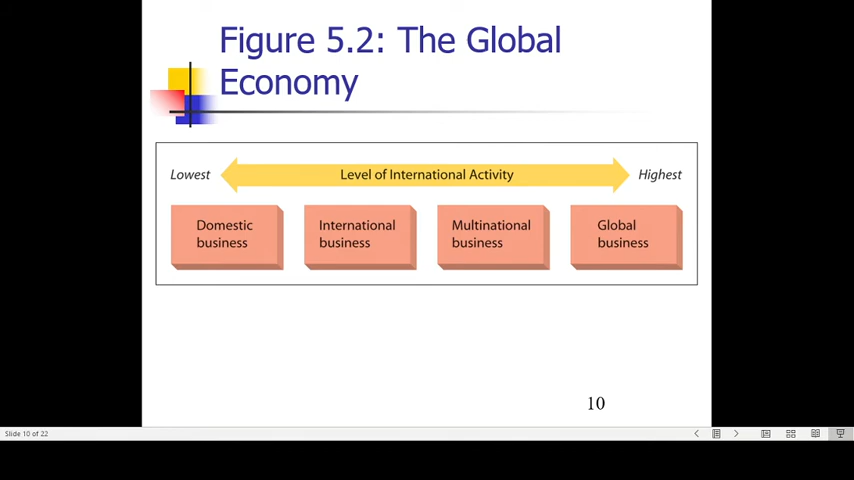 Figure 5.2: The Global
Economy
Lowest
Level of International Activity
Highest
Domestic
business
International
business
Multinational
business
Global
business
10
Slide 10 of 22